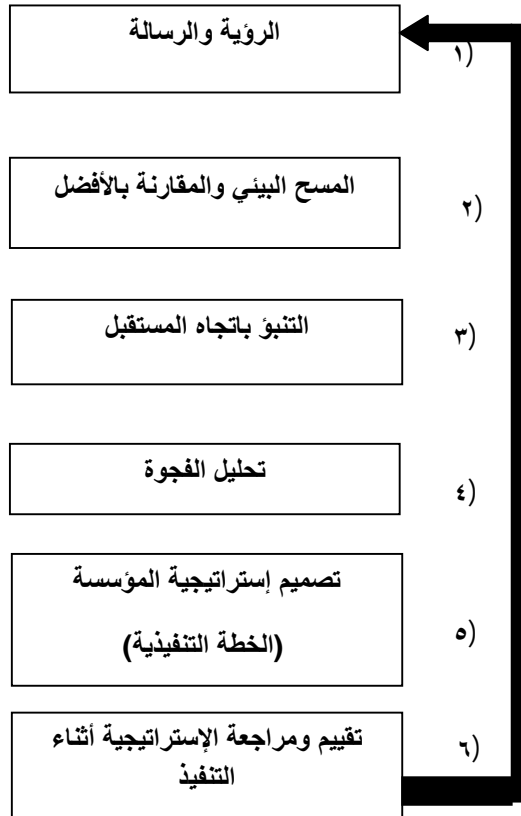 الرؤية والرسالة
(١
المسح البيئي والمقارنة بالأفضل
(٢
التنبؤ باتجاه المستقبل
(٣
تحليل الفجوة
(٤
تصميم إستراتيجية المؤسسة
(الخطة التنفيذية)
(٥
تقييم ومراجعة الإستراتيجية أثناء
التنفيذ
(٦